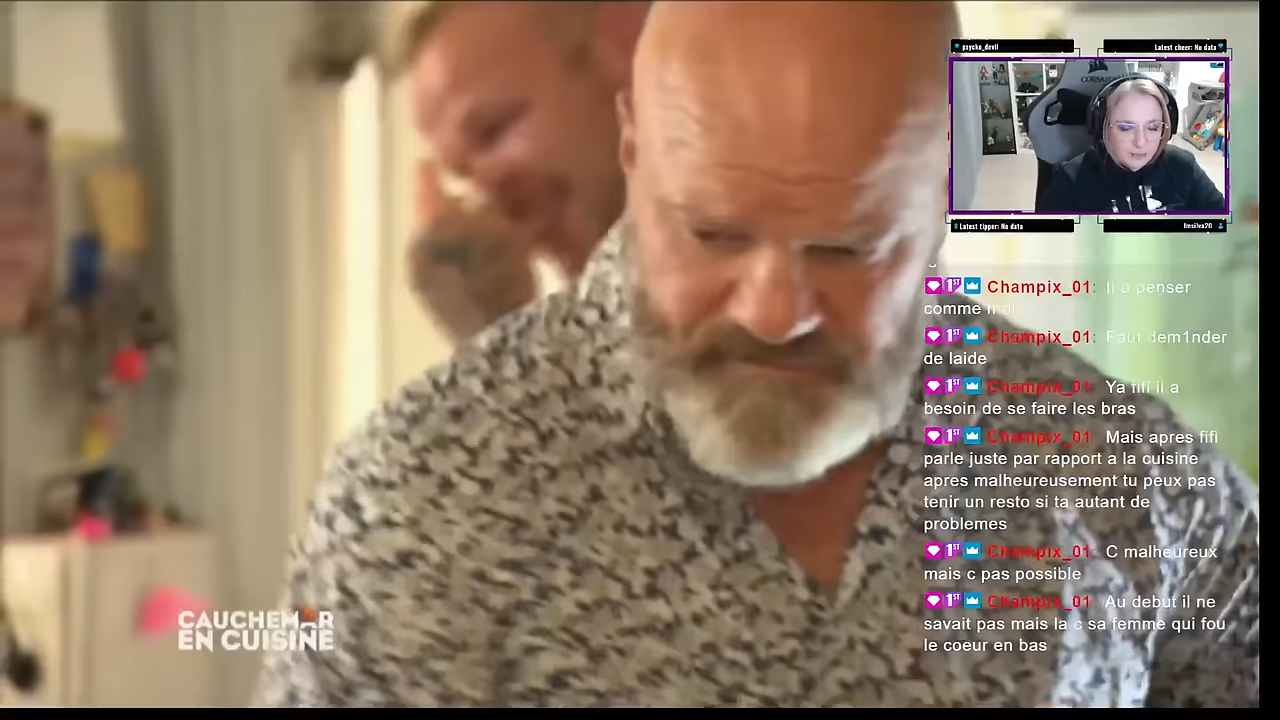 psycko_devil
Latest cheer: No data
CORSAIR
Latest tipper: No data
fmsilva20
Champix_01: Il a penser
comme moi
Champix_01: Faut dem1nder
de laide
Champix_01: Ya fifi il a
besoin de se faire les bras
Champix_01: Mais apres fifi
parle juste par rapport a la cuisine
apres malheureusement tu peux pas
tenir un resto si ta autant de
problemes
Champix_01: C malheureux
mais c pas possible
Champix_01: Au debut il ne
savait pas mais la c sa femme qui fou
le coeur en bas
CAUCHEMAR
EN CUISINE